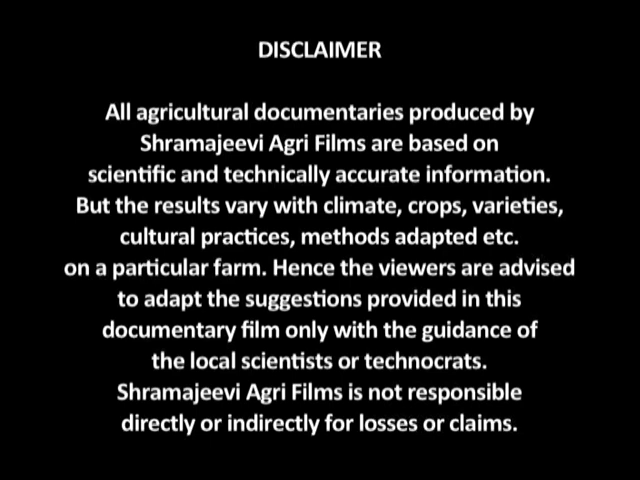 DISCLAIMER
All agricultural documentaries produced by
Shramajeevi Agri Films are based on
scientific and technically accurate information.
But the results vary with climate, crops, varieties,
cultural practices, methods adapted etc.
on a particular farm. Hence the viewers are advised
to adapt the suggestions provided in this
documentary film only with the guidance of
the local scientists or technocrats.
Shramajeevi Agri Films is not responsible
directly or indirectly for losses or claims.